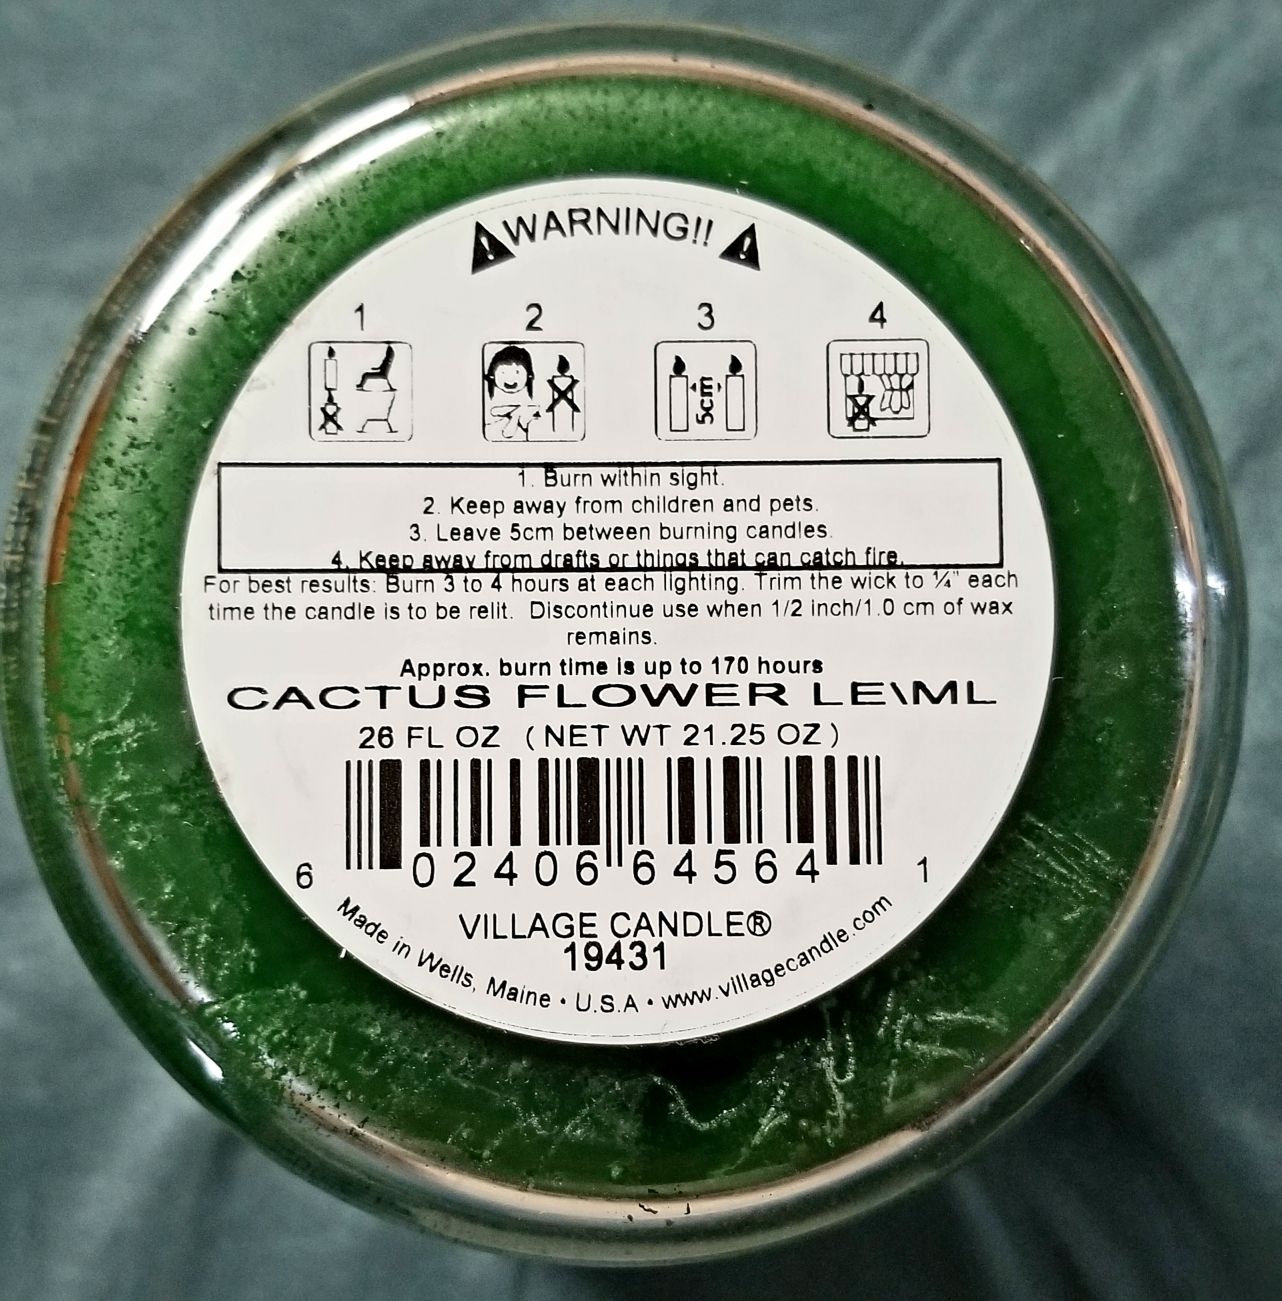 WARNING!!
1 2 3 4
5cm
1. Burn within sight.
2. Keep away from children and pets.
3. Leave 5cm between burning candles.
4. Keep away from drafts or things that can catch fire.
For best results: Burn 3 to 4 hours at each lighting. Trim the wick to ¼" each
time the candle is to be relit. Discontinue use when 1/2 inch/1.0 cm of wax
remains.
Approx. burn time is up to 170 hours
CACTUS FLOWER LE\ML
26 FL OZ (NET WT 21.25 OZ)
6 02406 64564 1
VILLAGE CANDLE®
19431
Made in Wells, Maine • U.S.A • www.villagecandle.com